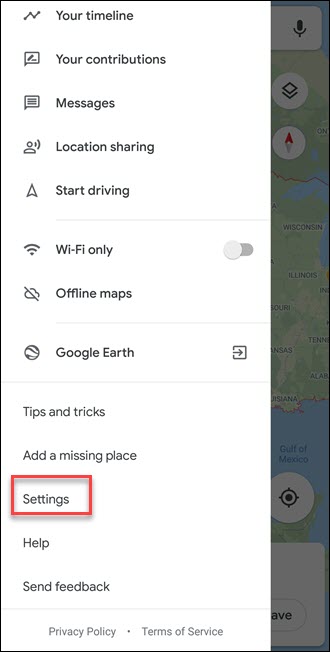 Your timeline
Your contributions
Messages
Location sharing
Start driving
WISCONSIN
Wi-Fi only
ILLINOIS
Offline maps
Google Earth
Tips and tricks
Add a missing place
Gulf of
Mexico
Settings
Help
Send feedback
ave
Privacy Policy • Terms of Service